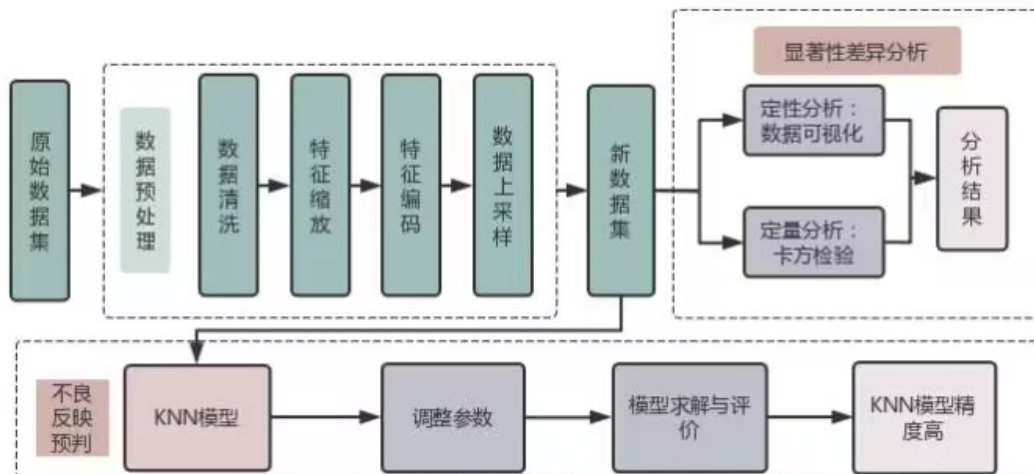 显著性差异分析
原始数据集
数据预处理
数据清洗
特征缩放
特征编码
数据上采样
新数据集
定性分析：
数据可视化
定量分析：
卡方检验
分析结果
不良
反映
预判
KNN模型
调整参数
模型求解与评
价
KNN模型精
度高